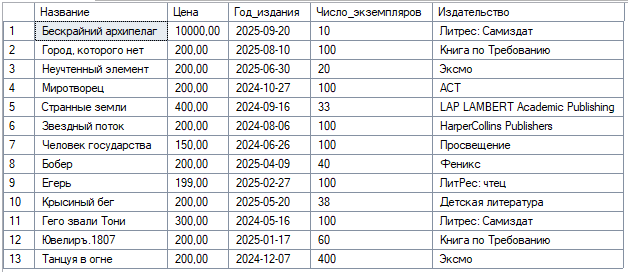 Название Цена Год_издания Число_экземпляров Издательство
1 Бескрайний архипелаг 10000,00 2025-09-20 10 Литрес: Самиздат
2 Город, которого нет 200,00 2025-08-10 100 Книга по Требованию
3 Неучтенный элемент 200,00 2025-06-30 20 Эксмо
4 Миротворец 200,00 2024-10-27 100 АСТ
5 Странные земли 400,00 2024-09-16 33 LAP LAMBERT Academic Publishing
6 Звездный поток 200,00 2024-08-06 100 HarperCollins Publishers
7 Человек государства 150,00 2024-06-26 100 Просвещение
8 Бобер 200,00 2025-04-09 40 Феникс
9 Егерь 199,00 2025-02-27 100 ЛитРес: чтец
10 Крысиный бег 200,00 2025-05-20 38 Детская литература
11 Гего звали Тони 300,00 2024-05-16 100 Литрес: Самиздат
12 Ювелиръ.1807 200,00 2025-01-17 60 Книга по Требованию
13 Танцуя в огне 200,00 2024-12-07 400 Эксмо